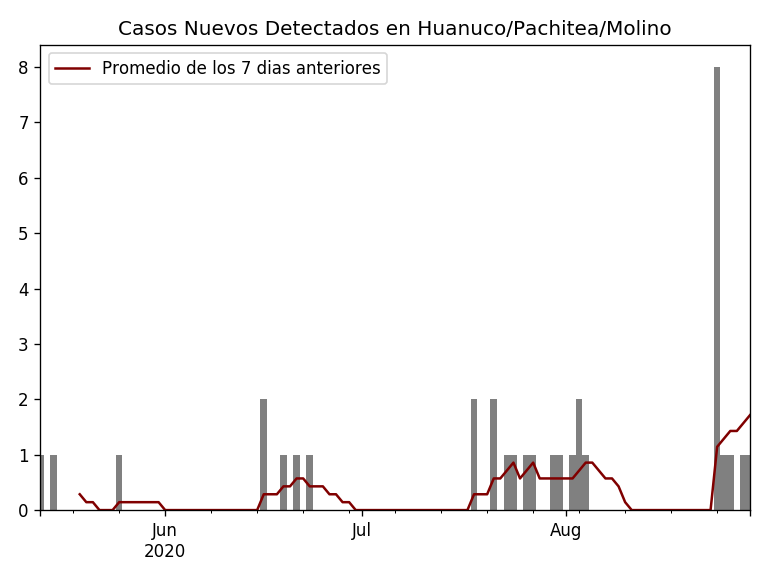 Casos Nuevos Detectados en Huanuco/Pachitea/Molino
Promedio de los 7 dias anteriores
8
7
6
5
4
3
2
1
0
Jun
2020
Jul
Aug